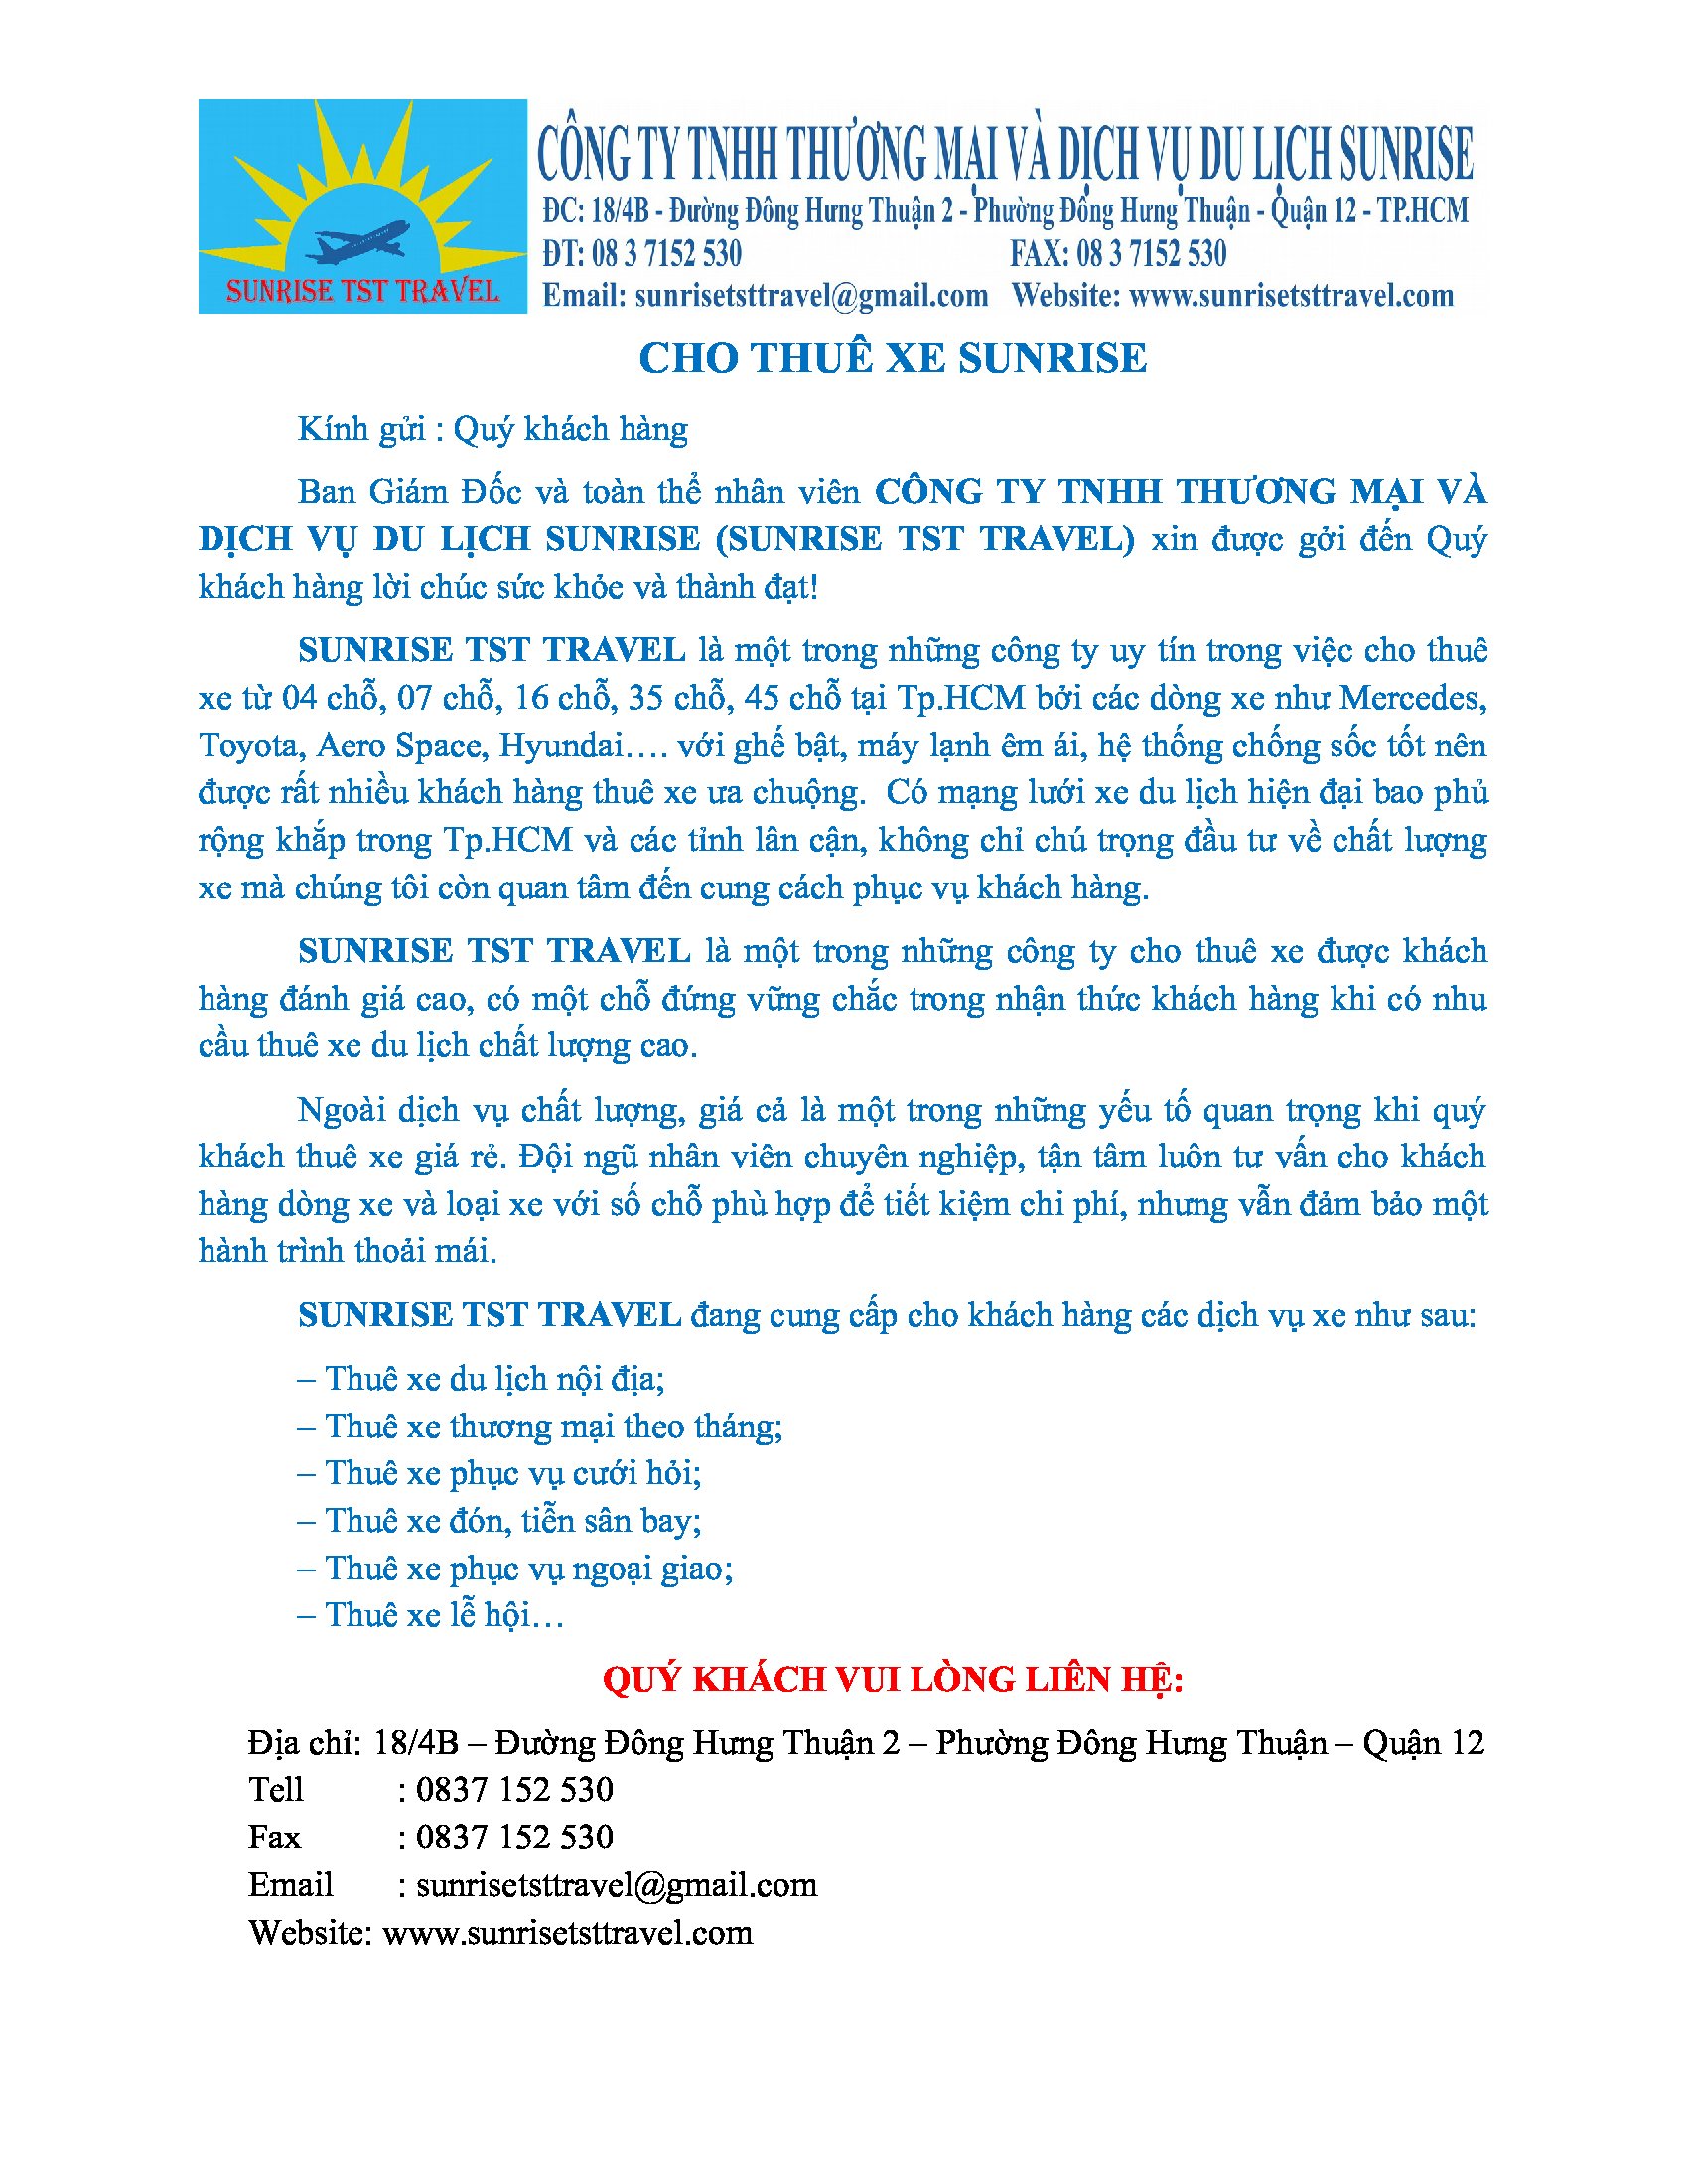 SUNRISE TST TRAVEL
CÔNG TY TNHH THƯƠNG MẠI VÀ DỊCH VỤ DU LỊCH SUNRISE
ĐC: 18/4B - Đường Đông Hưng Thuận 2 - Phường Đông Hưng Thuận - Quận 12 - TP.HCM
ĐT: 08 3 7152 530 FAX: 08 3 7152 530
Email: sunrisetsttravel@gmail.com Website: www.sunrisetsttravel.com
CHO THUÊ XE SUNRISE
Kính gửi : Quý khách hàng
Ban Giám Đốc và toàn thể nhân viên CÔNG TY TNHH THƯƠNG MẠI VÀ
DỊCH VỤ DU LỊCH SUNRISE (SUNRISE TST TRAVEL) xin được gởi đến Quý
khách hàng lời chúc sức khỏe và thành đạt!
SUNRISE TST TRAVEL là một trong những công ty uy tín trong việc cho thuê
xe từ 04 chỗ, 07 chỗ, 16 chỗ, 35 chỗ, 45 chỗ tại Tp.HCM bởi các dòng xe như Mercedes,
Toyota, Aero Space, Hyundai…. với ghế bật, máy lạnh êm ái, hệ thống chống sốc tốt nên
được rất nhiều khách hàng thuê xe ưa chuộng.  Có mạng lưới xe du lịch hiện đại bao phủ
rộng khắp trong Tp.HCM và các tỉnh lân cận, không chỉ chú trọng đầu tư về chất lượng
xe mà chúng tôi còn quan tâm đến cung cách phục vụ khách hàng.
SUNRISE TST TRAVEL là một trong những công ty cho thuê xe được khách
hàng đánh giá cao, có một chỗ đứng vững chắc trong nhận thức khách hàng khi có nhu
cầu thuê xe du lịch chất lượng cao.
Ngoài dịch vụ chất lượng, giá cả là một trong những yếu tố quan trọng khi quý
khách thuê xe giá rẻ. Đội ngũ nhân viên chuyên nghiệp, tận tâm luôn tư vấn cho khách
hàng dòng xe và loại xe với số chỗ phù hợp để tiết kiệm chi phí, nhưng vẫn đảm bảo một
hành trình thoải mái.
SUNRISE TST TRAVEL đang cung cấp cho khách hàng các dịch vụ xe như sau:
– Thuê xe du lịch nội địa;
– Thuê xe thương mại theo tháng;
– Thuê xe phục vụ cưới hỏi;
– Thuê xe đón, tiễn sân bay;
– Thuê xe phục vụ ngoại giao;
– Thuê xe lễ hội…
QUÝ KHÁCH VUI LÒNG LIÊN HỆ:
Địa chỉ: 18/4B – Đường Đông Hưng Thuận 2 – Phường Đông Hưng Thuận – Quận 12
Tell : 0837 152 530
Fax : 0837 152 530
Email : sunrisetsttravel@gmail.com
Website: www.sunrisetsttravel.com